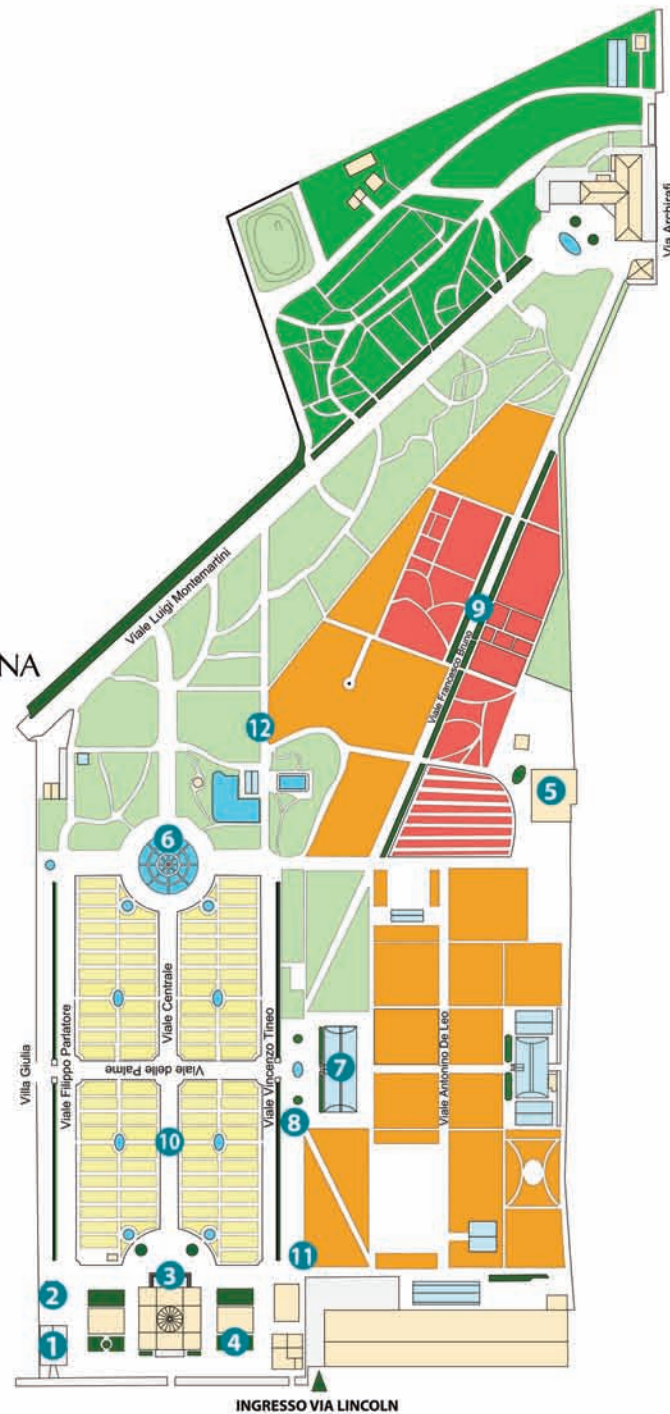 Via Archirafi
Viale Luigi Montemartini
NA
9
Viale Francesco Bruno
12
5
6
Viale Centrale
Villa Giulia
Viale Filippo Parlatore
Viale delle Palme
Viale Vincenzo Tineo
7
Viale Antonino De Leo
8
10
11
3
2
4
1
INGRESSO VIA LINCOLN